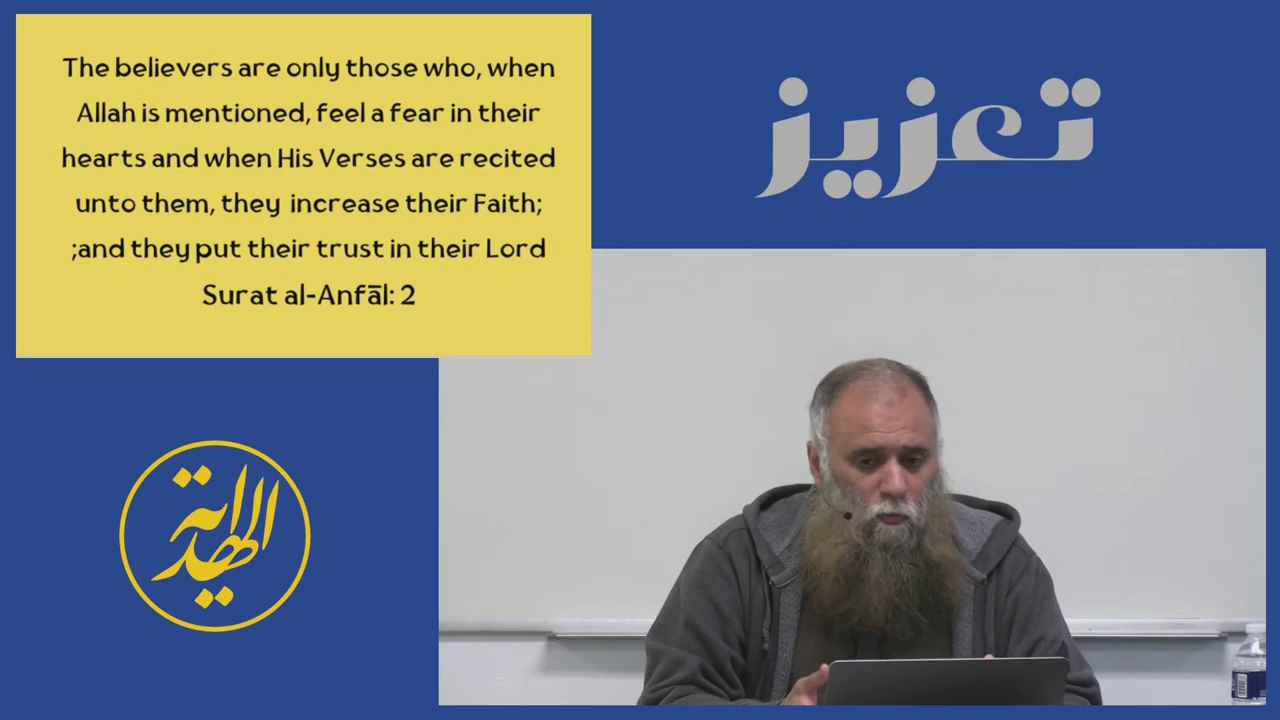 The believers are only those who, when
Allah is mentioned, feel a fear in their
hearts and when His Verses are recited
unto them, they increase their Faith;
;and they put their trust in their Lord
Surat al-Anfāl: 2
تعزيز
الهداية